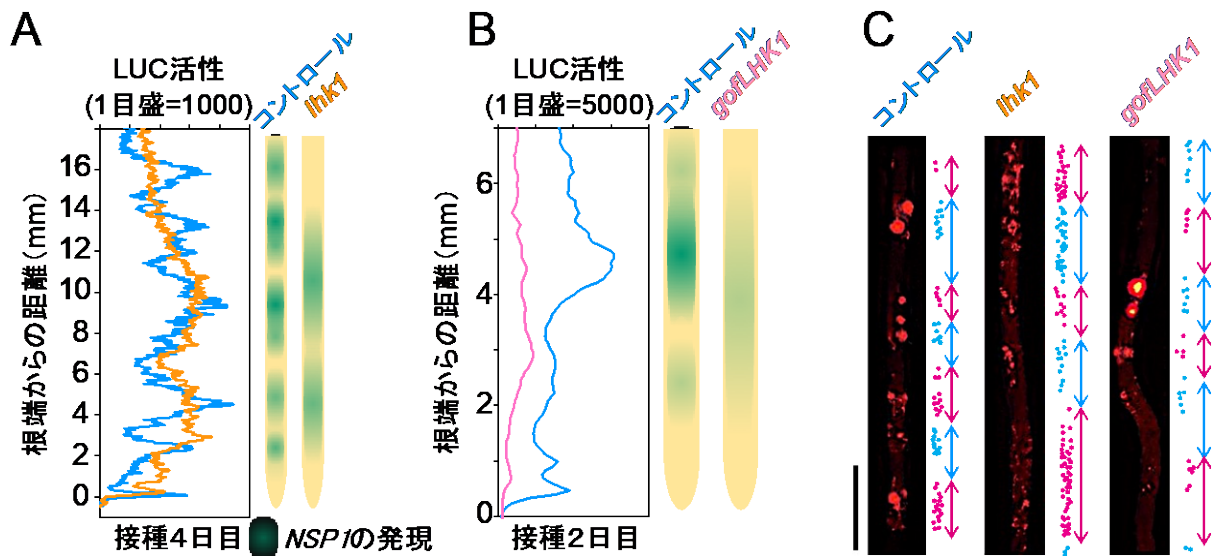 A
LUC活性
(1目盛=1000)
コントロール
lhk1
根端からの距離(mm)
16
14
12
10
8
6
4
2
0
接種4日目
NSP1の発現
B
LUC活性
(1目盛=5000)
コントロール
gofLHK1
根端からの距離(mm)
6
4
2
0
接種2日目
C
コントロール
lhk1
gofLHK1